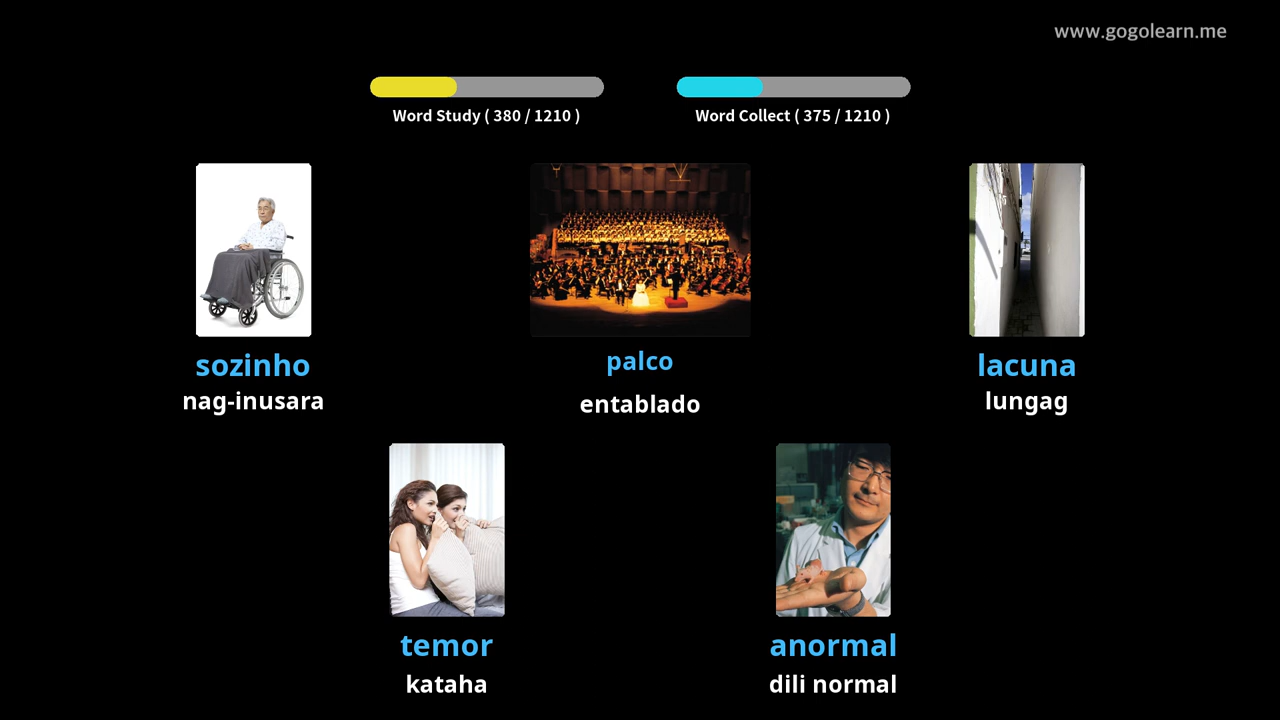 www.gogolearn.me
Word Study ( 380 / 1210 )
Word Collect ( 375 / 1210 )
sozinho
nag-inusara
palco
entablado
lacuna
lungag
temor
kataha
anormal
dili normal